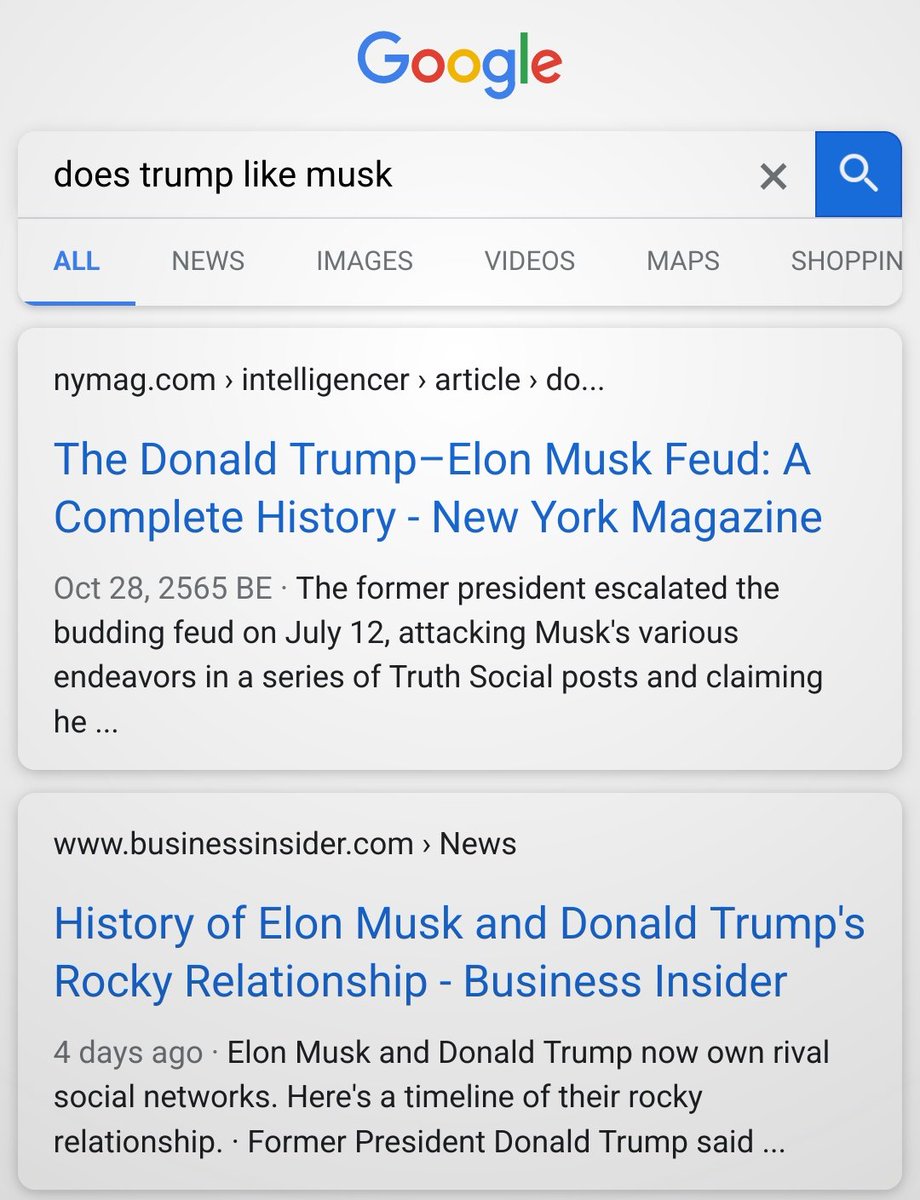 Google
does trump like musk
ALL NEWS IMAGES VIDEOS MAPS SHOPPIN
nymag.com › intelligencer › article › do...
The Donald Trump–Elon Musk Feud: A
Complete History - New York Magazine
Oct 28, 2565 BE · The former president escalated the
budding feud on July 12, attacking Musk's various
endeavors in a series of Truth Social posts and claiming
he ...
www.businessinsider.com › News
History of Elon Musk and Donald Trump's
Rocky Relationship - Business Insider
4 days ago · Elon Musk and Donald Trump now own rival
social networks. Here's a timeline of their rocky
relationship. · Former President Donald Trump said ...